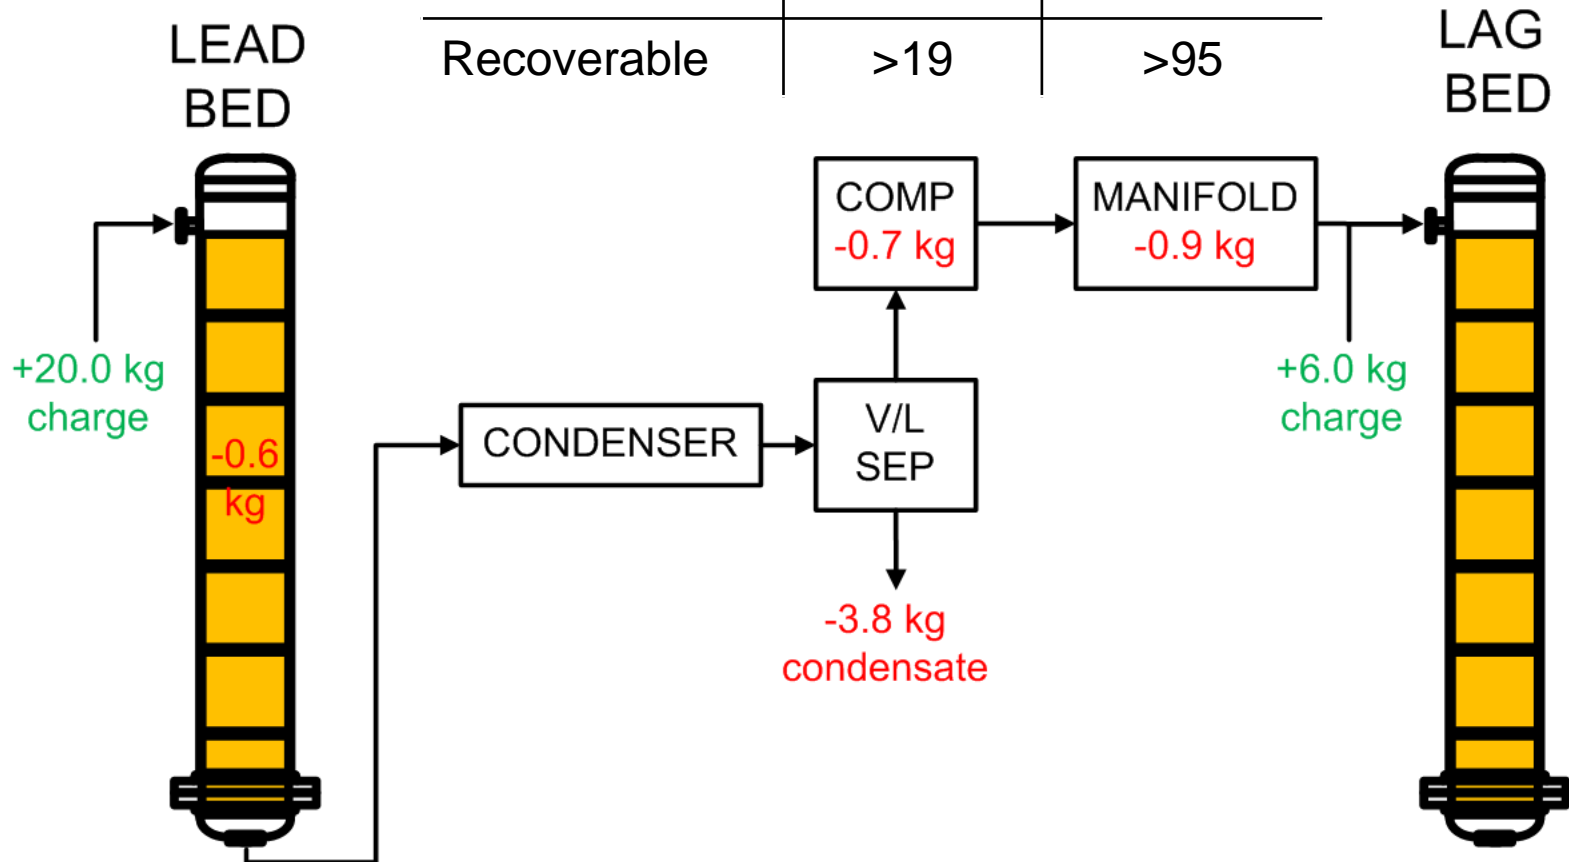 LEAD
BED
Recoverable >19 >95
LAG
BED
COMP
-0.7 kg
MANIFOLD
-0.9 kg
+20.0 kg
charge
+6.0 kg
charge
-0.6
kg
CONDENSER
V/L
SEP
-3.8 kg
condensate